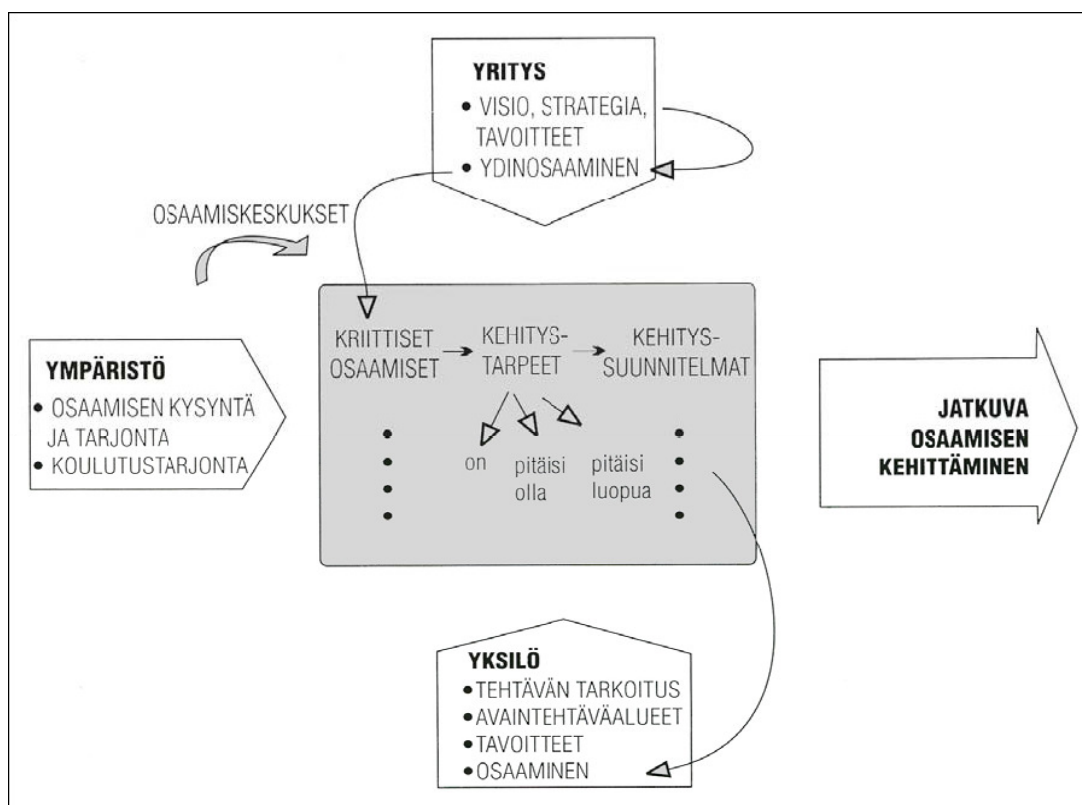 YRITYS
• VISIO, STRATEGIA,
TAVOITTEET
• YDINOSAAMINEN
OSAAMISKESKUKSET
YMPÄRISTÖ
• OSAAMISEN KYSYNTÄ
JA TARJONTA
• KOULUTUSTARJONTA
KRIITTISET
OSAAMISET
KEHITYS-
TARPEET
KEHITYS-
SUUNNITELMAT
on
pitäisi
olla
pitäisi
luopua
JATKUVA
OSAAMISEN
KEHITTÄMINEN
YKSILÖ
• TEHTÄVÄN TARKOITUS
• AVAINTEHTÄVÄALUEET
• TAVOITTEET
• OSAAMINEN